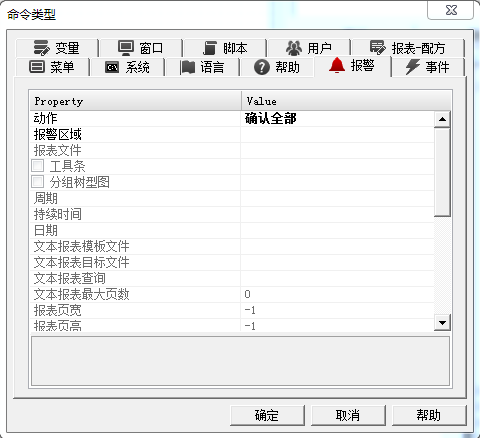 命令类型
变量 窗口 脚本 用户 报表-配方
菜单 系统 语言 帮助 报警 事件
Property Value
动作 确认全部
报警区域
报表文件
工具条
分组树型图
周期
持续时间
日期
文本报表模板文件
文本报表目标文件
文本报表查询
文本报表最大页数 0
报表页宽 -1
报表页高 -1
确定 取消 帮助